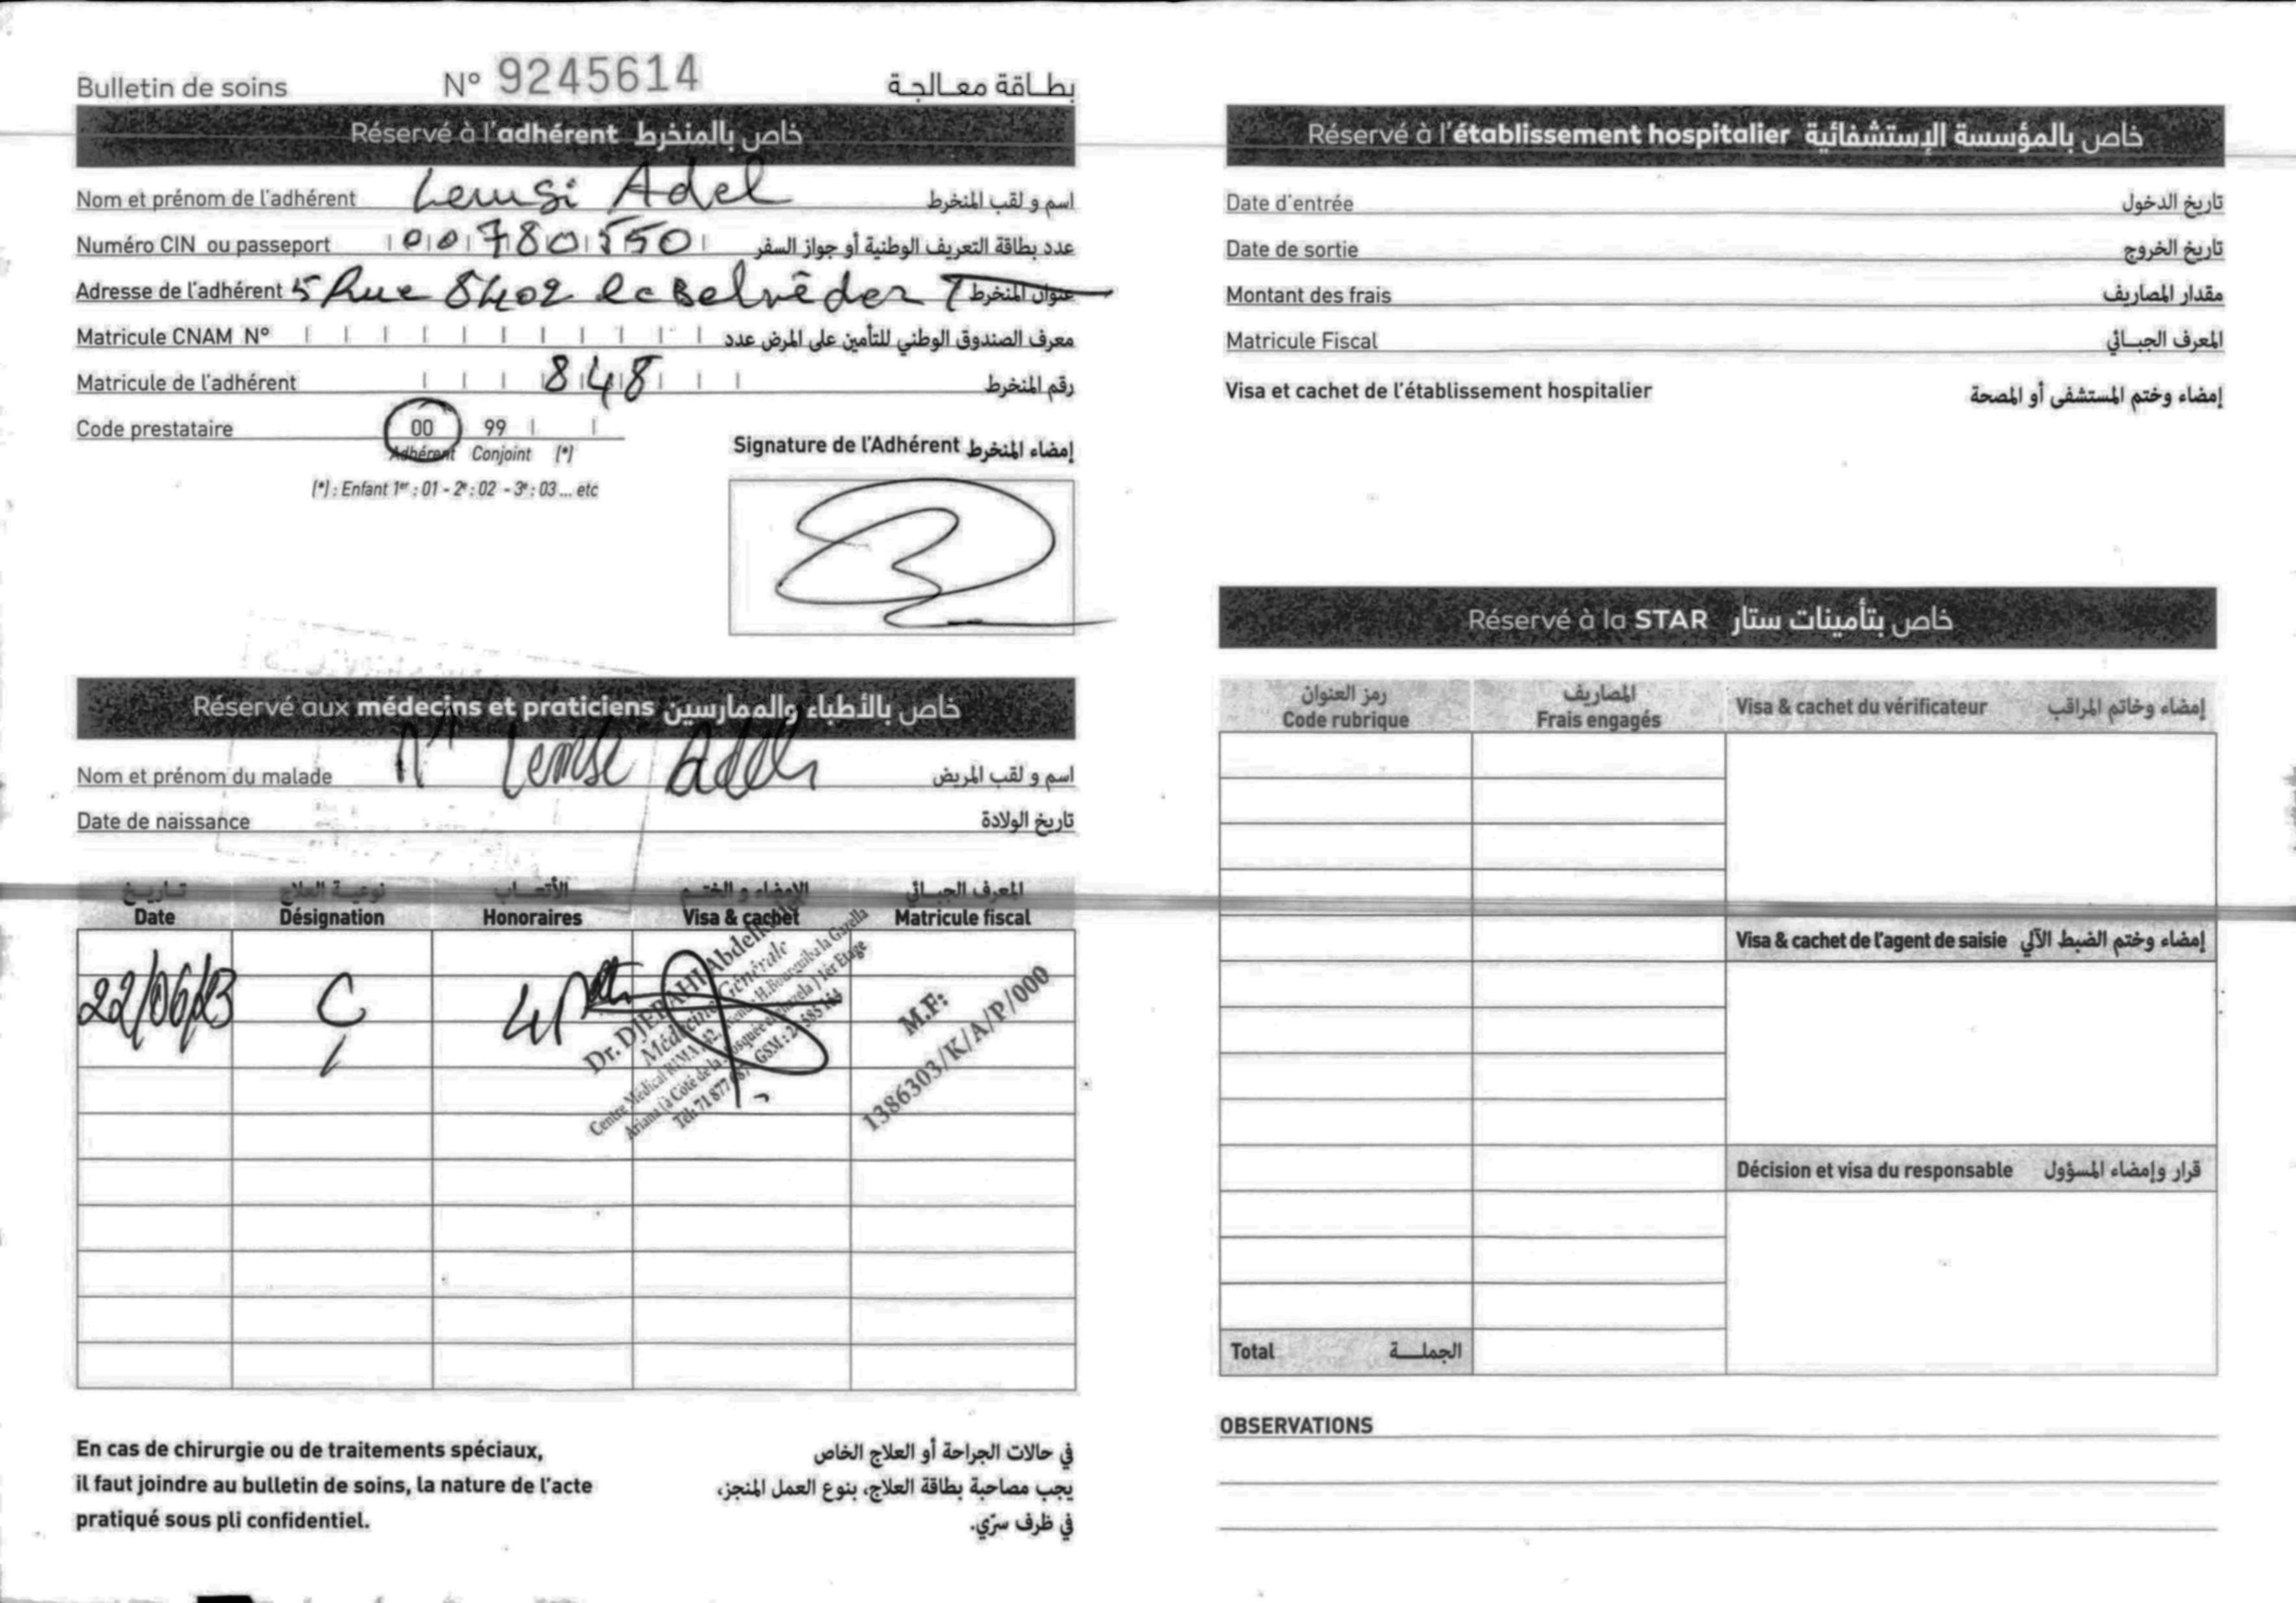 Bulletin de soins N° 9245614 بطاقة معالجة
Réservé à l'adhérent خاص بالمنخرط
Nom et prénom de l'adhérent Lemsi Adel اسم و لقب المنخرط
Numéro CIN ou passeport 00780550 عدد بطاقة التعريف الوطنية أو جواز السفر
Adresse de l'adhérent 5 Rue 8402 le Belvéder T عنوان المنخرط
Matricule CNAM N° معرف الصندوق الوطني للتأمين على المرض عدد
Matricule de l'adhérent 848 رقم المنخرط
Code prestataire 00 99
Adhérent Conjoint (*)
(*) : Enfant 1er : 01 - 2e : 02 - 3e : 03 ... etc
Signature de l'Adhérent إمضاء المنخرط
Réservé aux médecins et praticiens خاص بالأطباء والممارسين
Nom et prénom du malade Mr Lemsi Adel اسم و لقب المريض
Date de naissance تاريخ الولادة
تاريخ نوعية العلاج الأتعاب الإمضاء و الختم المعرف الجبائي
Date Désignation Honoraires Visa & cachet Matricule fiscal
22/06/23 C
Dr. DJERAHI
Médecine Générale
Centre Médical H.Bourguiba la Gazella
Ariana (à Côté de la Mosquée 1er Etage
Tél: 71 877 GSM:
M.F:
1386303/K/A/P/000
En cas de chirurgie ou de traitements spéciaux,
il faut joindre au bulletin de soins, la nature de l'acte
pratiqué sous pli confidentiel.
في حالات الجراحة أو العلاج الخاص
يجب مصاحبة بطاقة العلاج، بنوع العمل المنجز،
في ظرف سرّي.
Réservé à l'établissement hospitalier خاص بالمؤسسة الإستشفائية
Date d'entrée تاريخ الدخول
Date de sortie تاريخ الخروج
Montant des frais مقدار المصاريف
Matricule Fiscal المعرف الجبائي
Visa et cachet de l'établissement hospitalier إمضاء وختم المستشفى أو المصحة
Réservé à la STAR خاص بتأمينات ستار
رمز العنوان المصاريف
Code rubrique Frais engagés Visa & cachet du vérificateur إمضاء وخاتم المراقب
Visa & cachet de l'agent de saisie إمضاء وختم الضبط الآلي
Décision et visa du responsable قرار وإمضاء المسؤول
Total الجملة
OBSERVATIONS